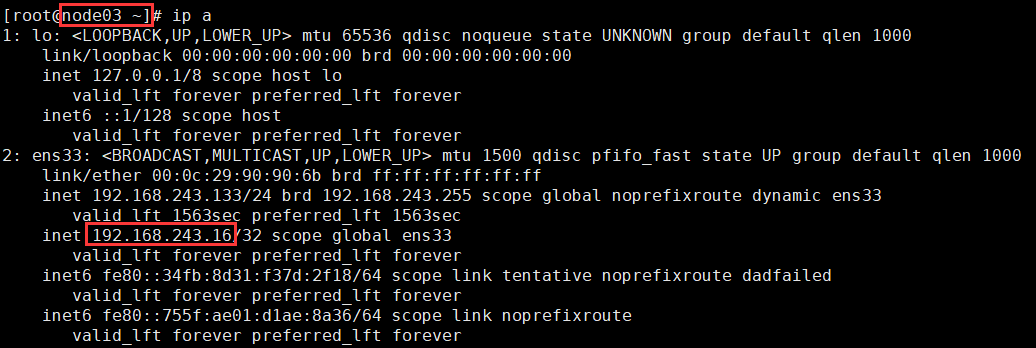 [root@node03 ~]# ip a
1: lo: <LOOPBACK,UP,LOWER_UP> mtu 65536 qdisc noqueue state UNKNOWN group default qlen 1000
    link/loopback 00:00:00:00:00:00 brd 00:00:00:00:00:00
    inet 127.0.0.1/8 scope host lo
       valid_lft forever preferred_lft forever
    inet6 ::1/128 scope host
       valid_lft forever preferred_lft forever
2: ens33: <BROADCAST,MULTICAST,UP,LOWER_UP> mtu 1500 qdisc pfifo_fast state UP group default qlen 1000
    link/ether 00:0c:29:90:90:6b brd ff:ff:ff:ff:ff:ff
    inet 192.168.243.133/24 brd 192.168.243.255 scope global noprefixroute dynamic ens33
       valid_lft 1563sec preferred_lft 1563sec
    inet 192.168.243.16/32 scope global ens33
       valid_lft forever preferred_lft forever
    inet6 fe80::34fb:8d31:f37d:2f18/64 scope link tentative noprefixroute dadfailed
       valid_lft forever preferred_lft forever
    inet6 fe80::755f:ae01:d1ae:8a36/64 scope link noprefixroute
       valid_lft forever preferred_lft forever